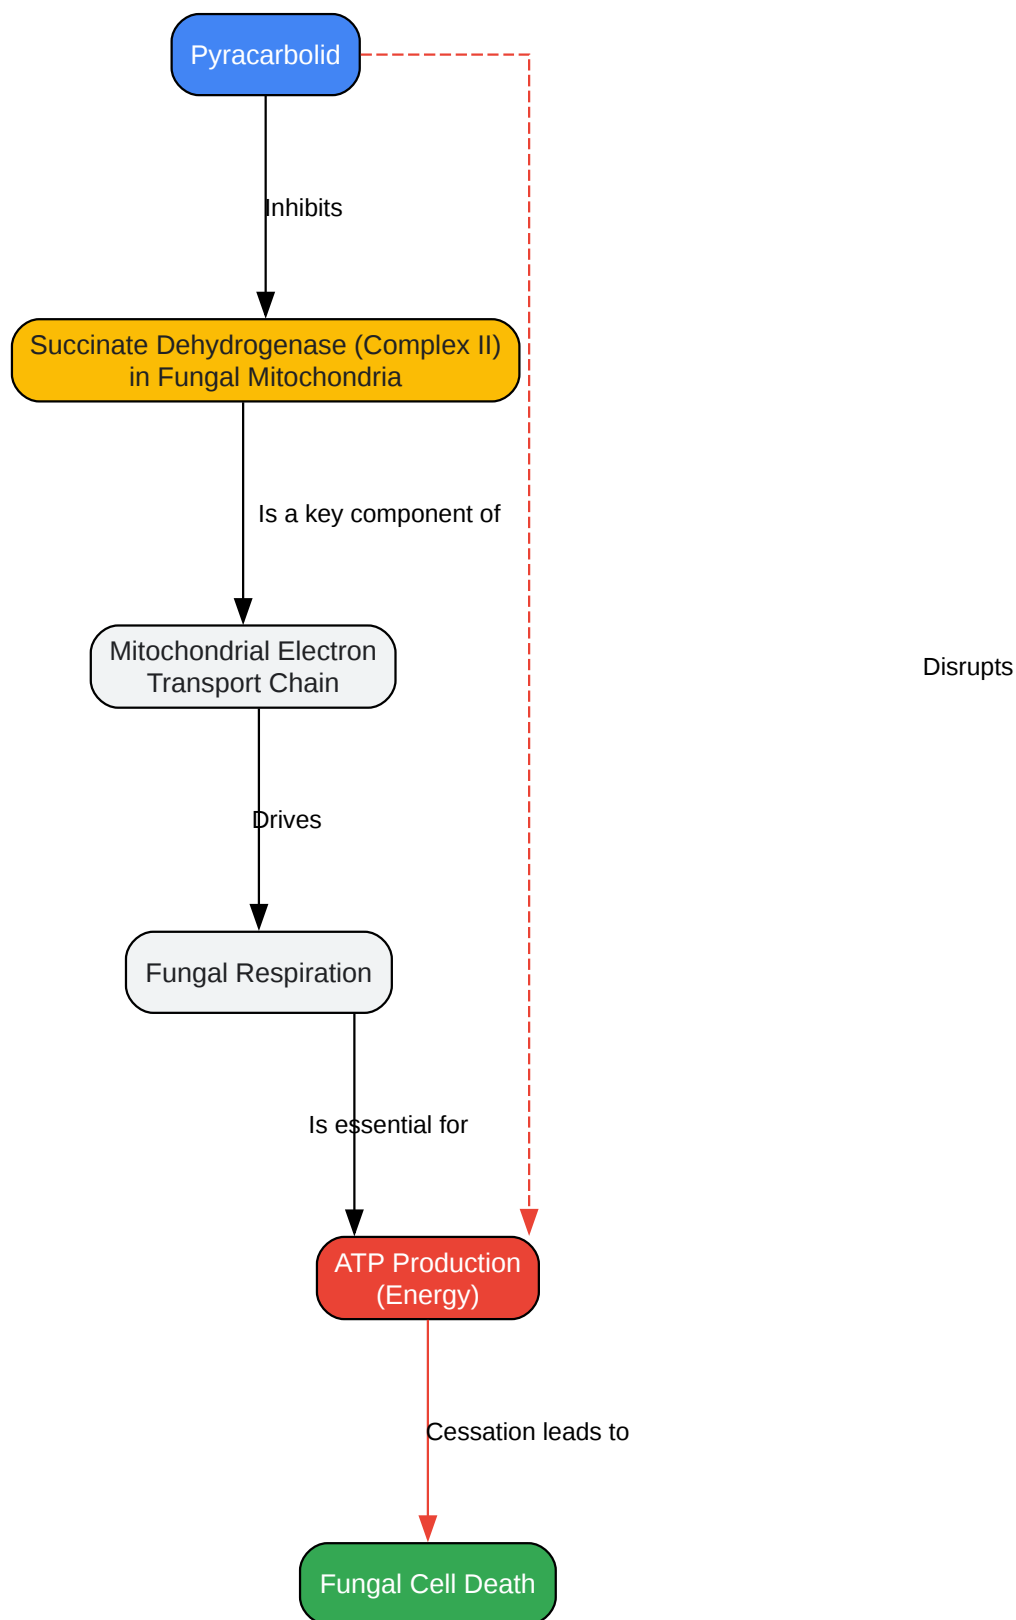 Pyracarbolid
Inhibits
Succinate Dehydrogenase (Complex II)
in Fungal Mitochondria
Is a key component of
Mitochondrial Electron
Transport Chain
Disrupts
Drives
Fungal Respiration
Is essential for
ATP Production
(Energy)
Cessation leads to
Fungal Cell Death